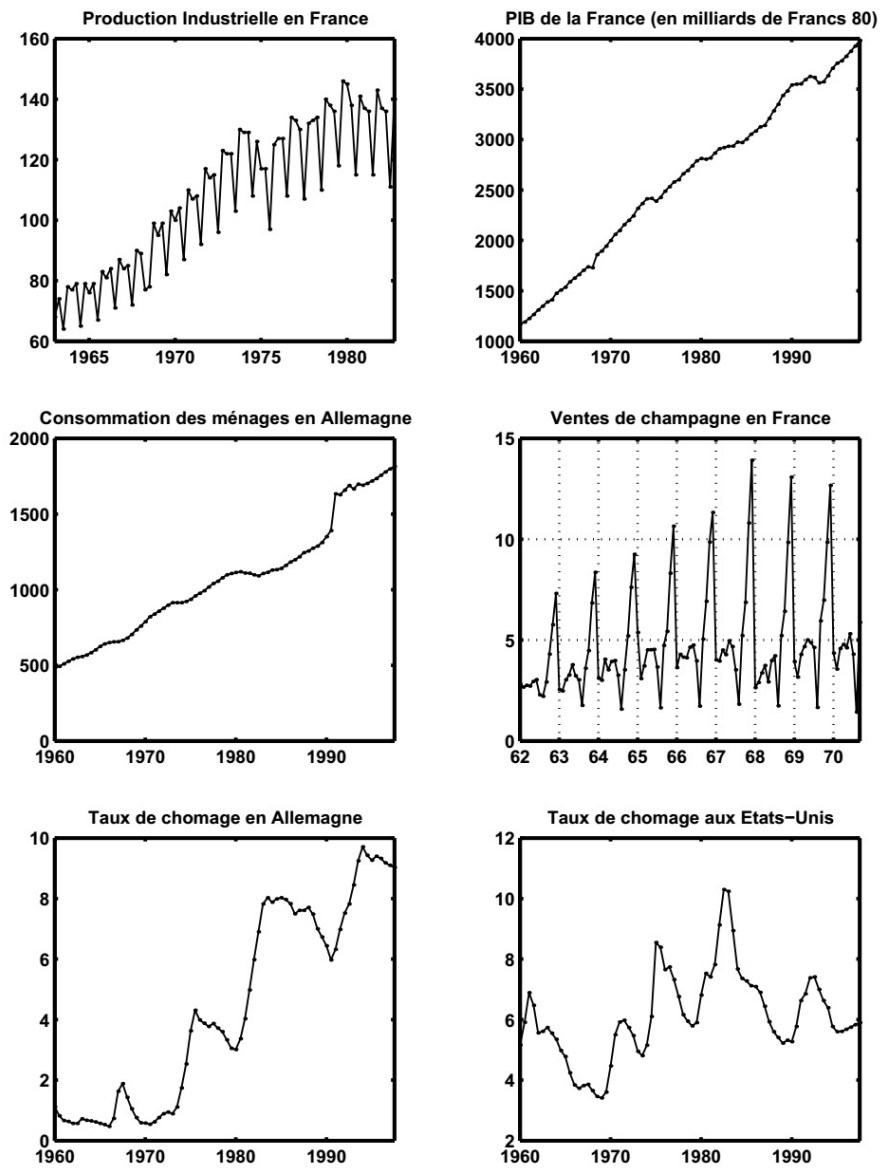 Production Industrielle en France
160
140
120
100
80
60
1965 1970 1975 1980
PIB de la France (en milliards de Francs 80)
4000
3500
3000
2500
2000
1500
1000
1960 1970 1980 1990
Consommation des ménages en Allemagne
2000
1500
1000
500
0
1960 1970 1980 1990
Ventes de champagne en France
15
10
5
0
62 63 64 65 66 67 68 69 70
Taux de chomage en Allemagne
10
8
6
4
2
0
1960 1970 1980 1990
Taux de chomage aux Etats−Unis
12
10
8
6
4
2
1960 1970 1980 1990